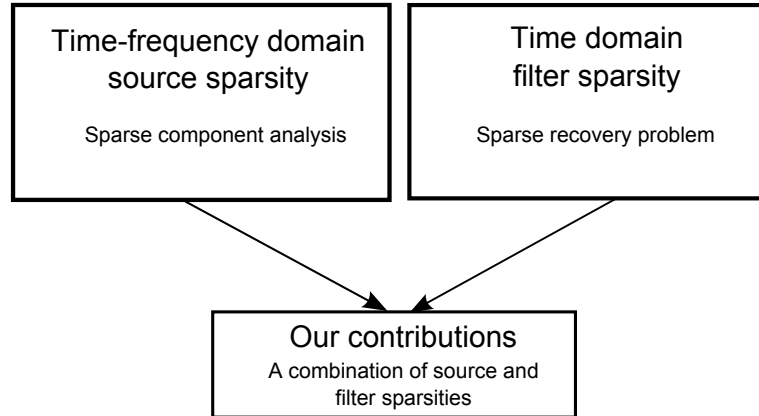 Time-frequency domain
source sparsity
Sparse component analysis
Time domain
filter sparsity
Sparse recovery problem
Our contributions
A combination of source and
filter sparsities